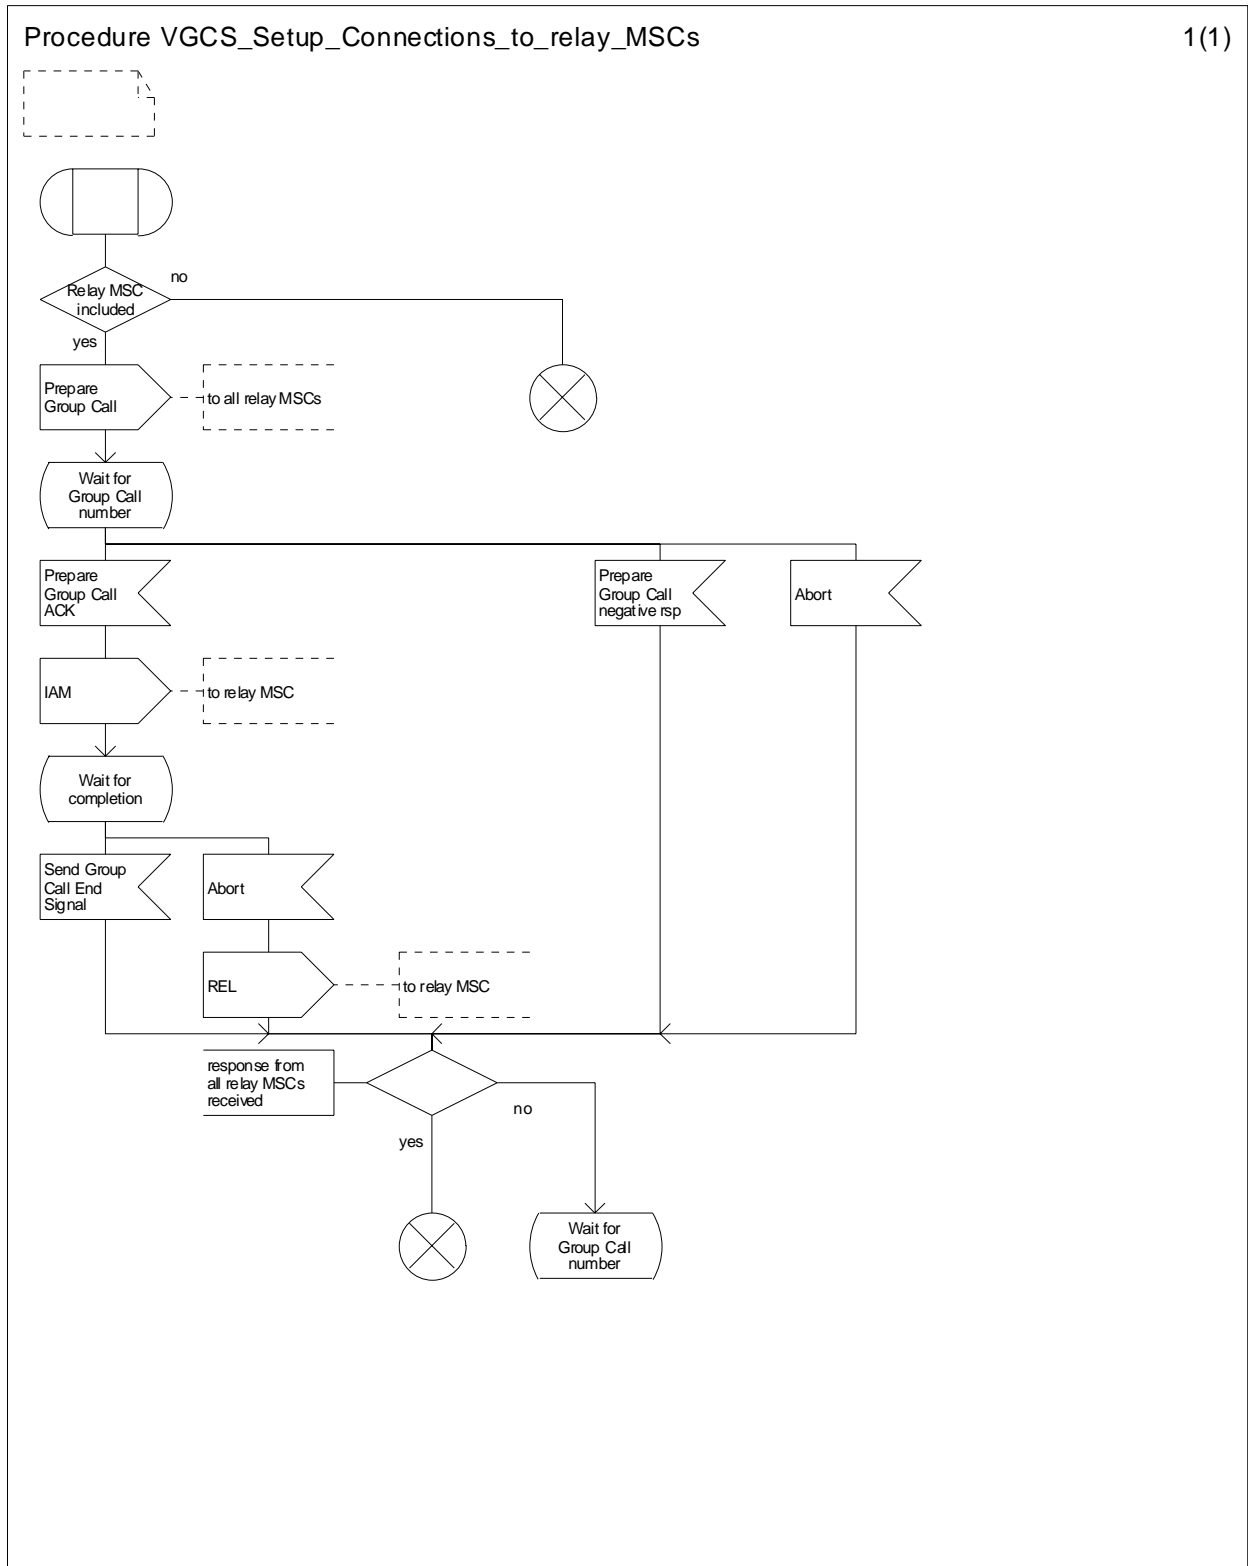 Procedure VGCS_Setup_Connections_to_relay_MSCs
1(1)
Relay MSC
included
no
yes
Prepare
Group Call
to all relay MSCs
Wait for
Group Call
number
Prepare
Group Call
ACK
Prepare
Group Call
negative rsp
Abort
IAM
to relay MSC
Wait for
completion
Send Group
Call End
Signal
Abort
REL
to relay MSC
response from
all relay MSCs
received
no
yes
Wait for
Group Call
number